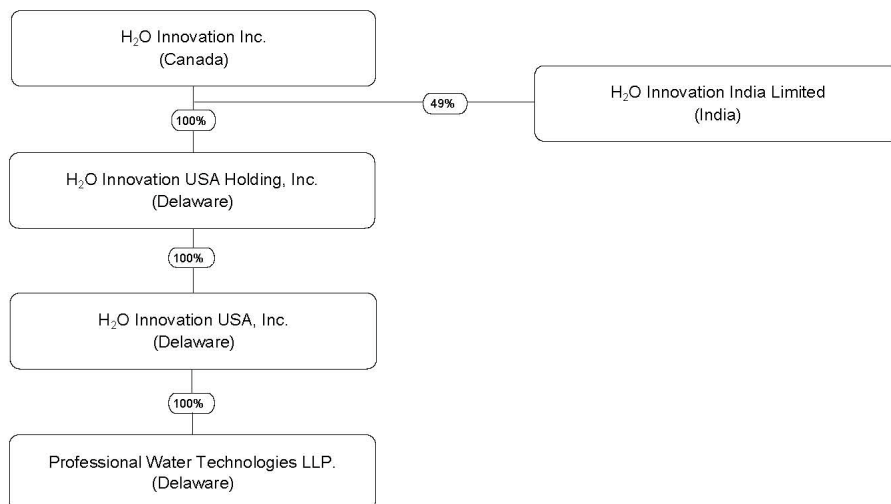 H₂O Innovation Inc.
(Canada)
49%
H₂O Innovation India Limited
(India)
100%
H₂O Innovation USA Holding, Inc.
(Delaware)
100%
H₂O Innovation USA, Inc.
(Delaware)
100%
Professional Water Technologies LLP.
(Delaware)